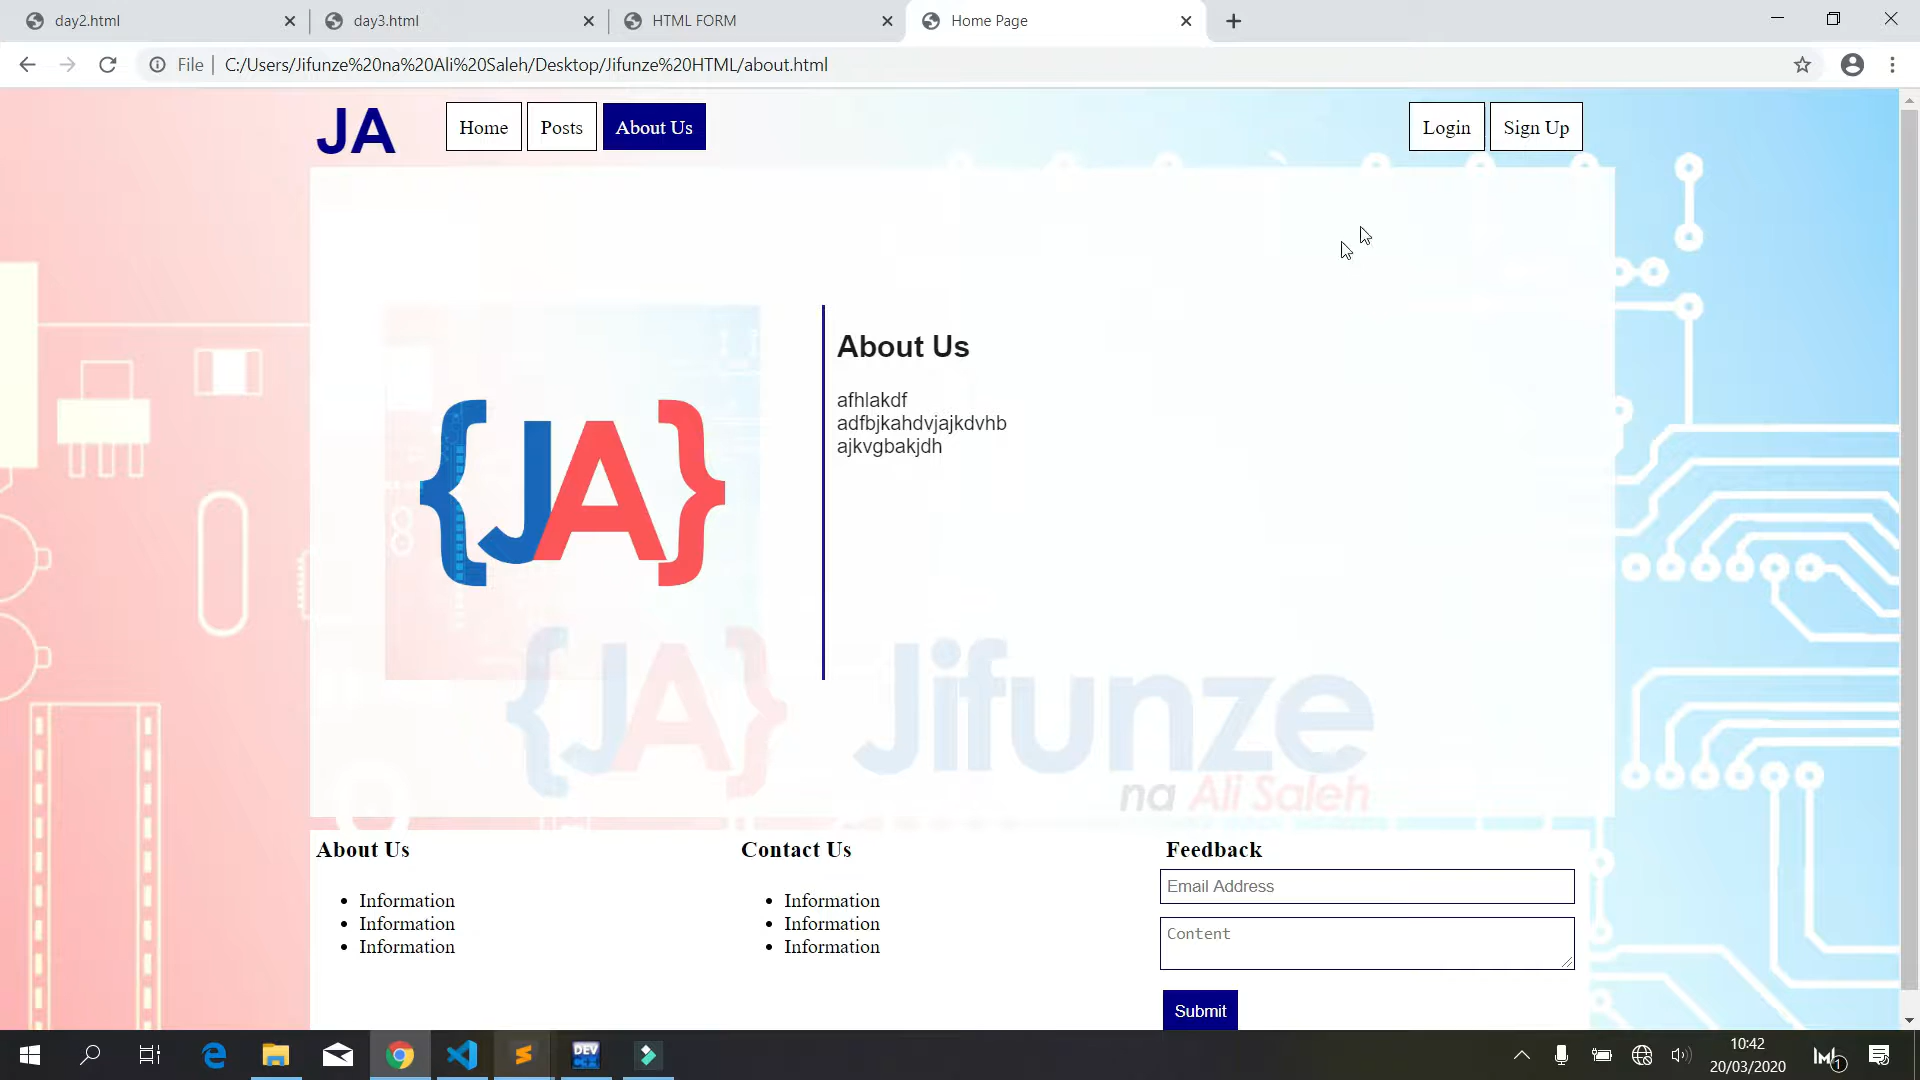 day2.html
day3.html
HTML FORM
Home Page
File
C:/Users/Jifunze%20na%20Ali%20Saleh/Desktop/Jifunze%20HTML/about.html
JA
Home
Posts
About Us
Login
Sign Up
{JA}
About Us
afhlakdf
adfbjkahdvjajkdvhb
ajkvgbakjdh
{JA} Jifunze
na Ali Saleh
About Us
Information
Information
Information
Contact Us
Information
Information
Information
Feedback
Email Address
Content
Submit
DEV
C++
10:42
20/03/2020
1